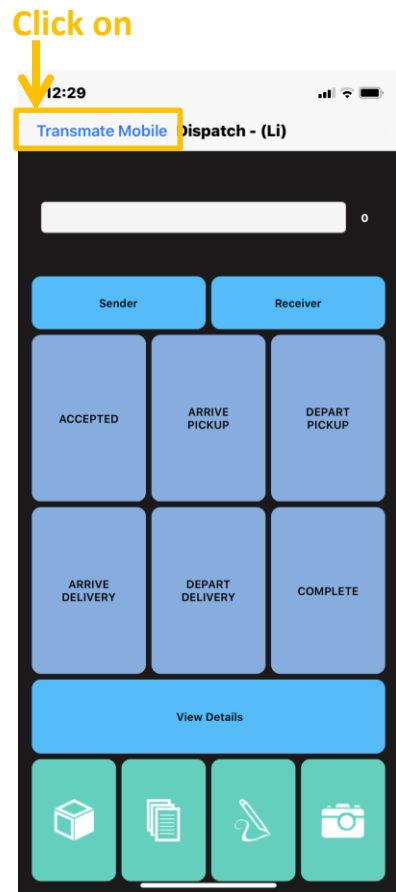 Click on
12:29
Transmate Mobile Dispatch - (Li)
0
Sender Receiver
ACCEPTED
ARRIVE
PICKUP
DEPART
PICKUP
ARRIVE
DELIVERY
DEPART
DELIVERY
COMPLETE
View Details